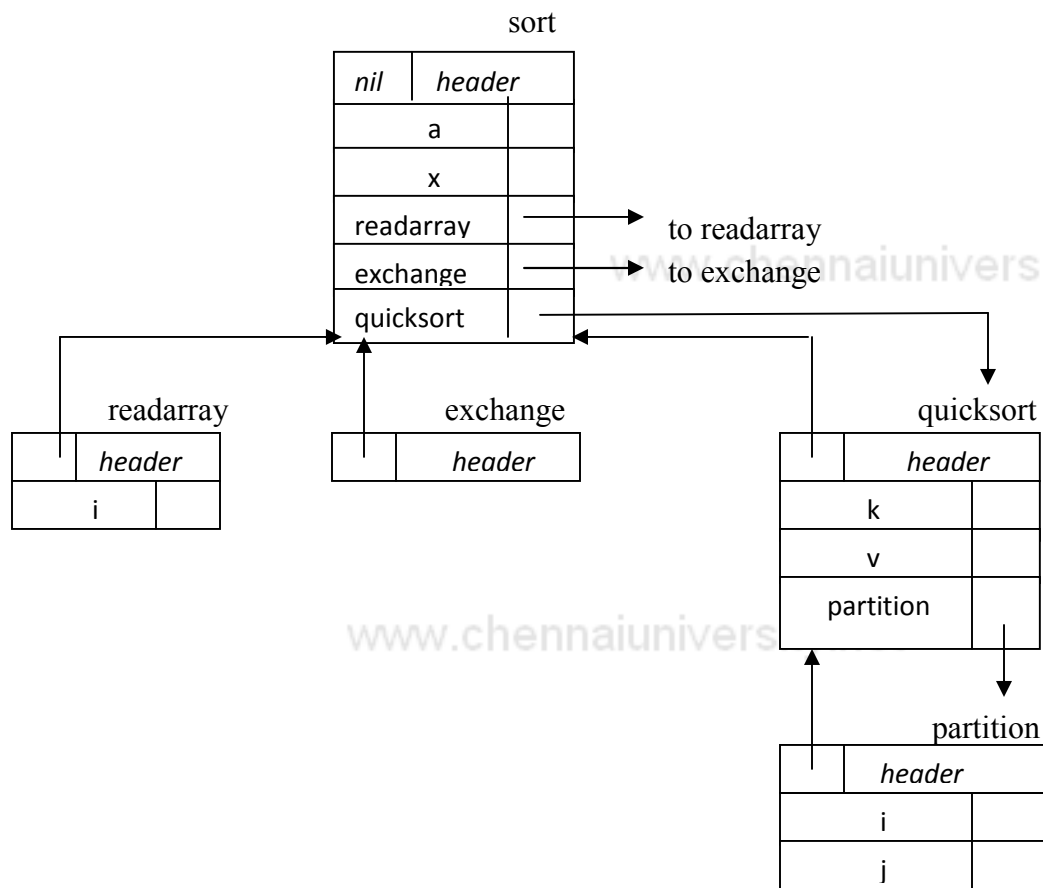 sort
nil header
a
x
readarray
to readarray
exchange
to exchange
www.chennaiunivers
quicksort
readarray
exchange
quicksort
header
header
header
i
k
v
partition
www.chennaiunivers
partition
header
i
j